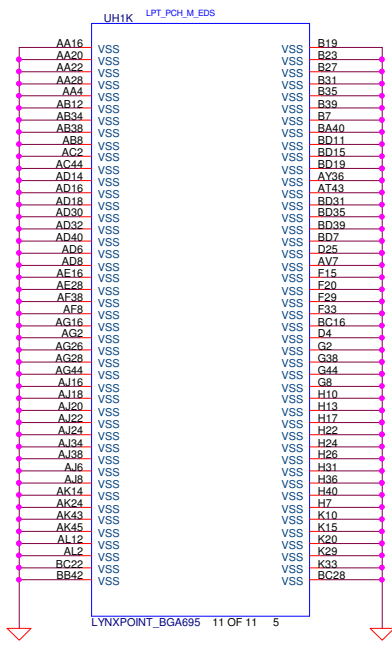 UH1K LPT_PCH_M_EDS
AA16 VSS VSS B19
AA20 VSS VSS B23
AA22 VSS VSS B27
AA28 VSS VSS B31
AA4 VSS VSS B35
AB12 VSS VSS B39
AB34 VSS VSS B7
AB38 VSS VSS BA40
AB8 VSS VSS BD11
AC2 VSS VSS BD15
AC44 VSS VSS BD19
AD14 VSS VSS AY36
AD16 VSS VSS AT43
AD18 VSS VSS BD31
AD30 VSS VSS BD35
AD32 VSS VSS BD39
AD40 VSS VSS BD7
AD6 VSS VSS D25
AD8 VSS VSS AV7
AE16 VSS VSS F15
AE28 VSS VSS F20
AF38 VSS VSS F29
AF8 VSS VSS F33
AG16 VSS VSS BC16
AG2 VSS VSS D4
AG26 VSS VSS G2
AG28 VSS VSS G38
AG44 VSS VSS G44
AJ16 VSS VSS G8
AJ18 VSS VSS H10
AJ20 VSS VSS H13
AJ22 VSS VSS H17
AJ24 VSS VSS H22
AJ34 VSS VSS H24
AJ38 VSS VSS H26
AJ6 VSS VSS H31
AJ8 VSS VSS H36
AK14 VSS VSS H40
AK24 VSS VSS H7
AK43 VSS VSS K10
AK45 VSS VSS K15
AL12 VSS VSS K20
AL2 VSS VSS K29
BC22 VSS VSS K33
BB42 VSS VSS BC28
LYNXPOINT_BGA695 11 OF 11 5